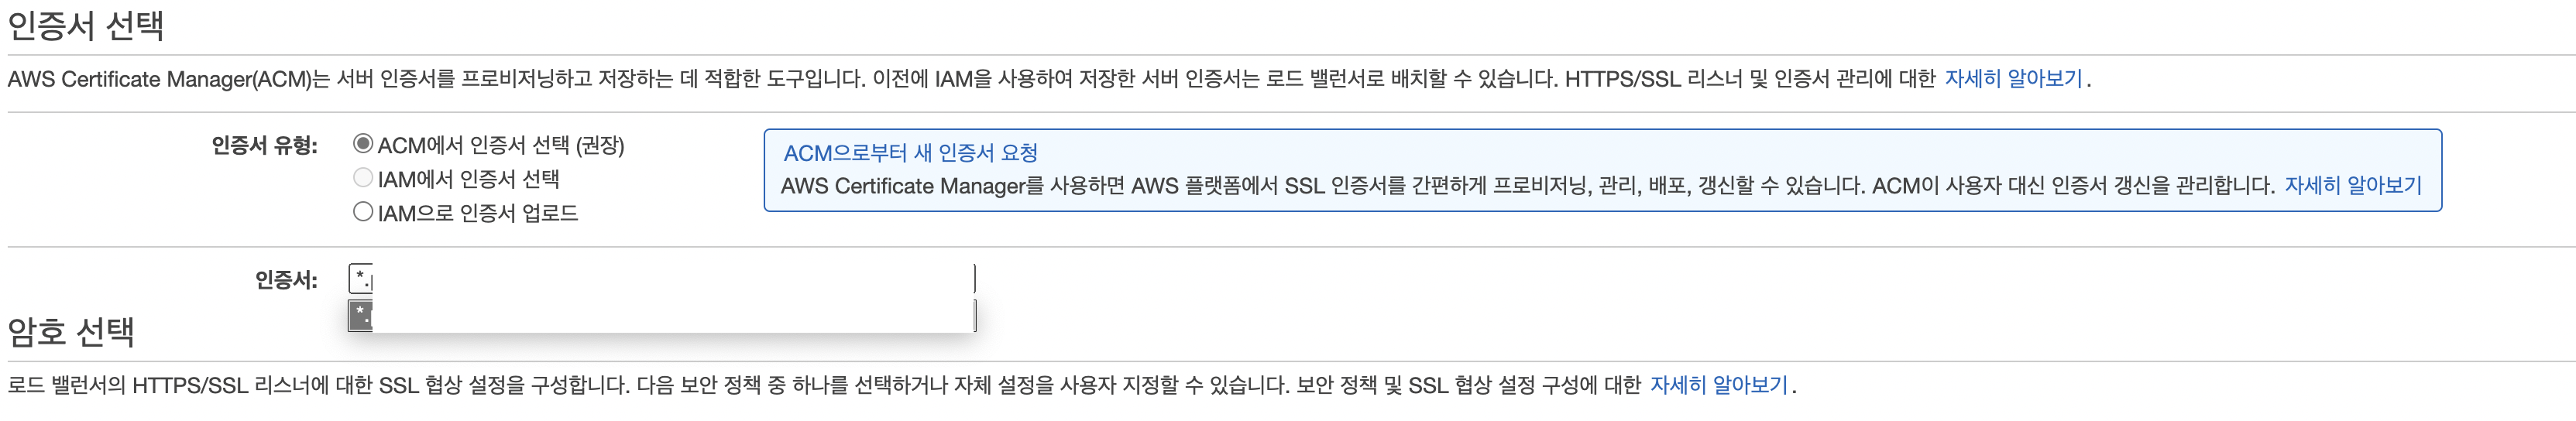 인증서 선택
AWS Certificate Manager(ACM)는 서버 인증서를 프로비저닝하고 저장하는 데 적합한 도구입니다. 이전에 IAM을 사용하여 저장한 서버 인증서는 로드 밸런서로 배치할 수 있습니다. HTTPS/SSL 리스너 및 인증서 관리에 대한 자세히 알아보기.
인증서 유형:
ACM에서 인증서 선택 (권장)
IAM에서 인증서 선택
IAM으로 인증서 업로드
ACM으로부터 새 인증서 요청
AWS Certificate Manager를 사용하면 AWS 플랫폼에서 SSL 인증서를 간편하게 프로비저닝, 관리, 배포, 갱신할 수 있습니다. ACM이 사용자 대신 인증서 갱신을 관리합니다. 자세히 알아보기
인증서:
*.
*.
암호 선택
로드 밸런서의 HTTPS/SSL 리스너에 대한 SSL 협상 설정을 구성합니다. 다음 보안 정책 중 하나를 선택하거나 자체 설정을 사용자 지정할 수 있습니다. 보안 정책 및 SSL 협상 설정 구성에 대한 자세히 알아보기.